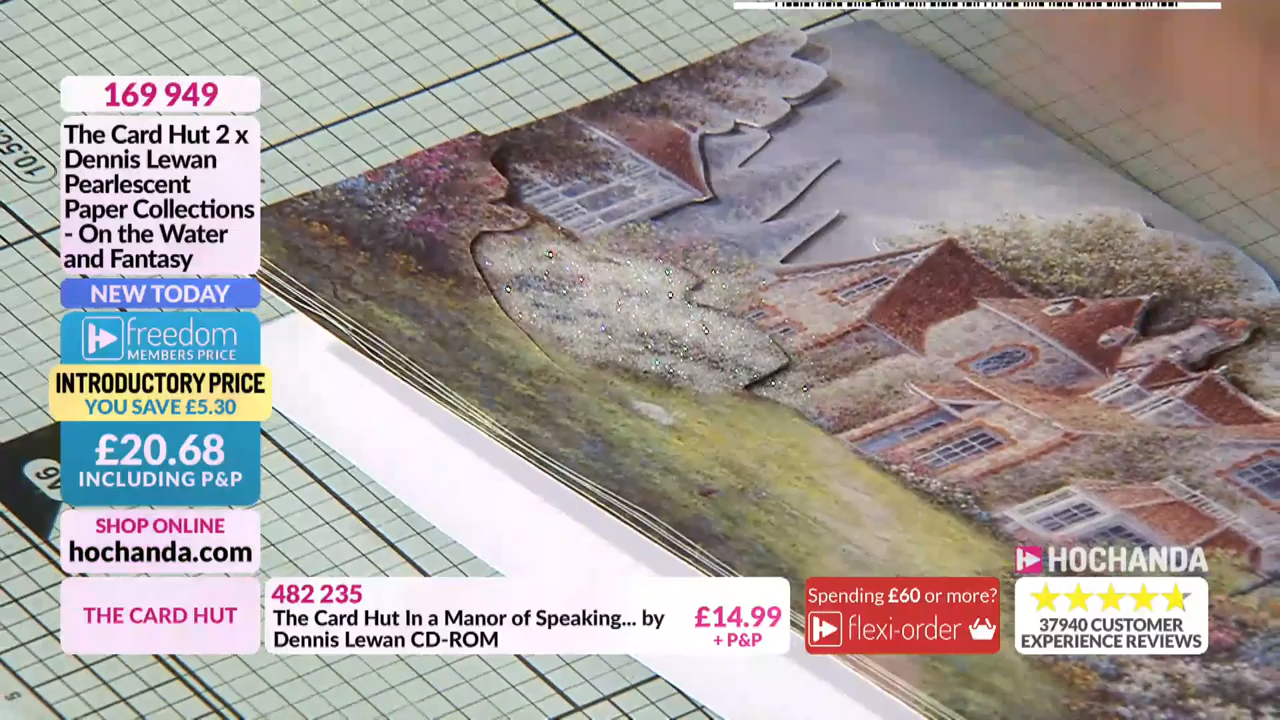 169 949
The Card Hut 2 x
Dennis Lewan
Pearlescent
Paper Collections
- On the Water
and Fantasy
NEW TODAY
freedom
MEMBERS PRICE
INTRODUCTORY PRICE
YOU SAVE £5.30
£20.68
INCLUDING P&P
SHOP ONLINE
hochanda.com
THE CARD HUT
482 235
The Card Hut In a Manor of Speaking... by
Dennis Lewan CD-ROM
£14.99
+ P&P
Spending £60 or more?
flexi-order
HOCHANDA
37940 CUSTOMER
EXPERIENCE REVIEWS